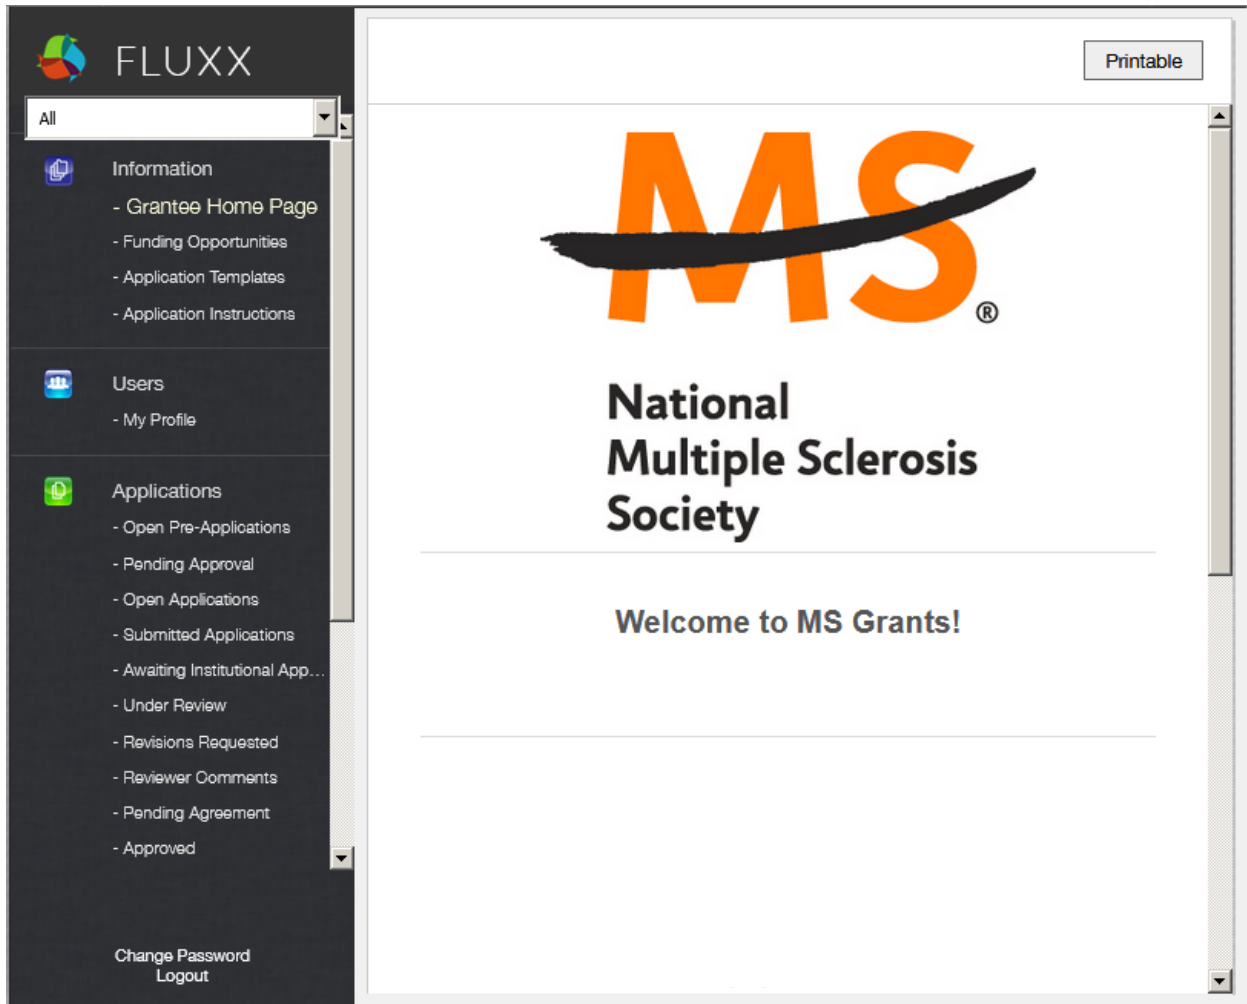 FLUXX
All
Information
- Grantee Home Page
- Funding Opportunities
- Application Templates
- Application Instructions
Users
- My Profile
Applications
- Open Pre-Applications
- Pending Approval
- Open Applications
- Submitted Applications
- Awaiting Institutional App...
- Under Review
- Revisions Requested
- Reviewer Comments
- Pending Agreement
- Approved
Change Password
Logout
Printable
MS®
National
Multiple Sclerosis
Society
Welcome to MS Grants!